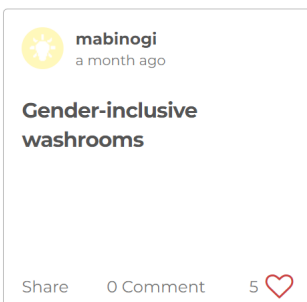 mabinogi
a month ago
Gender-inclusive
washrooms
Share 0 Comment 5